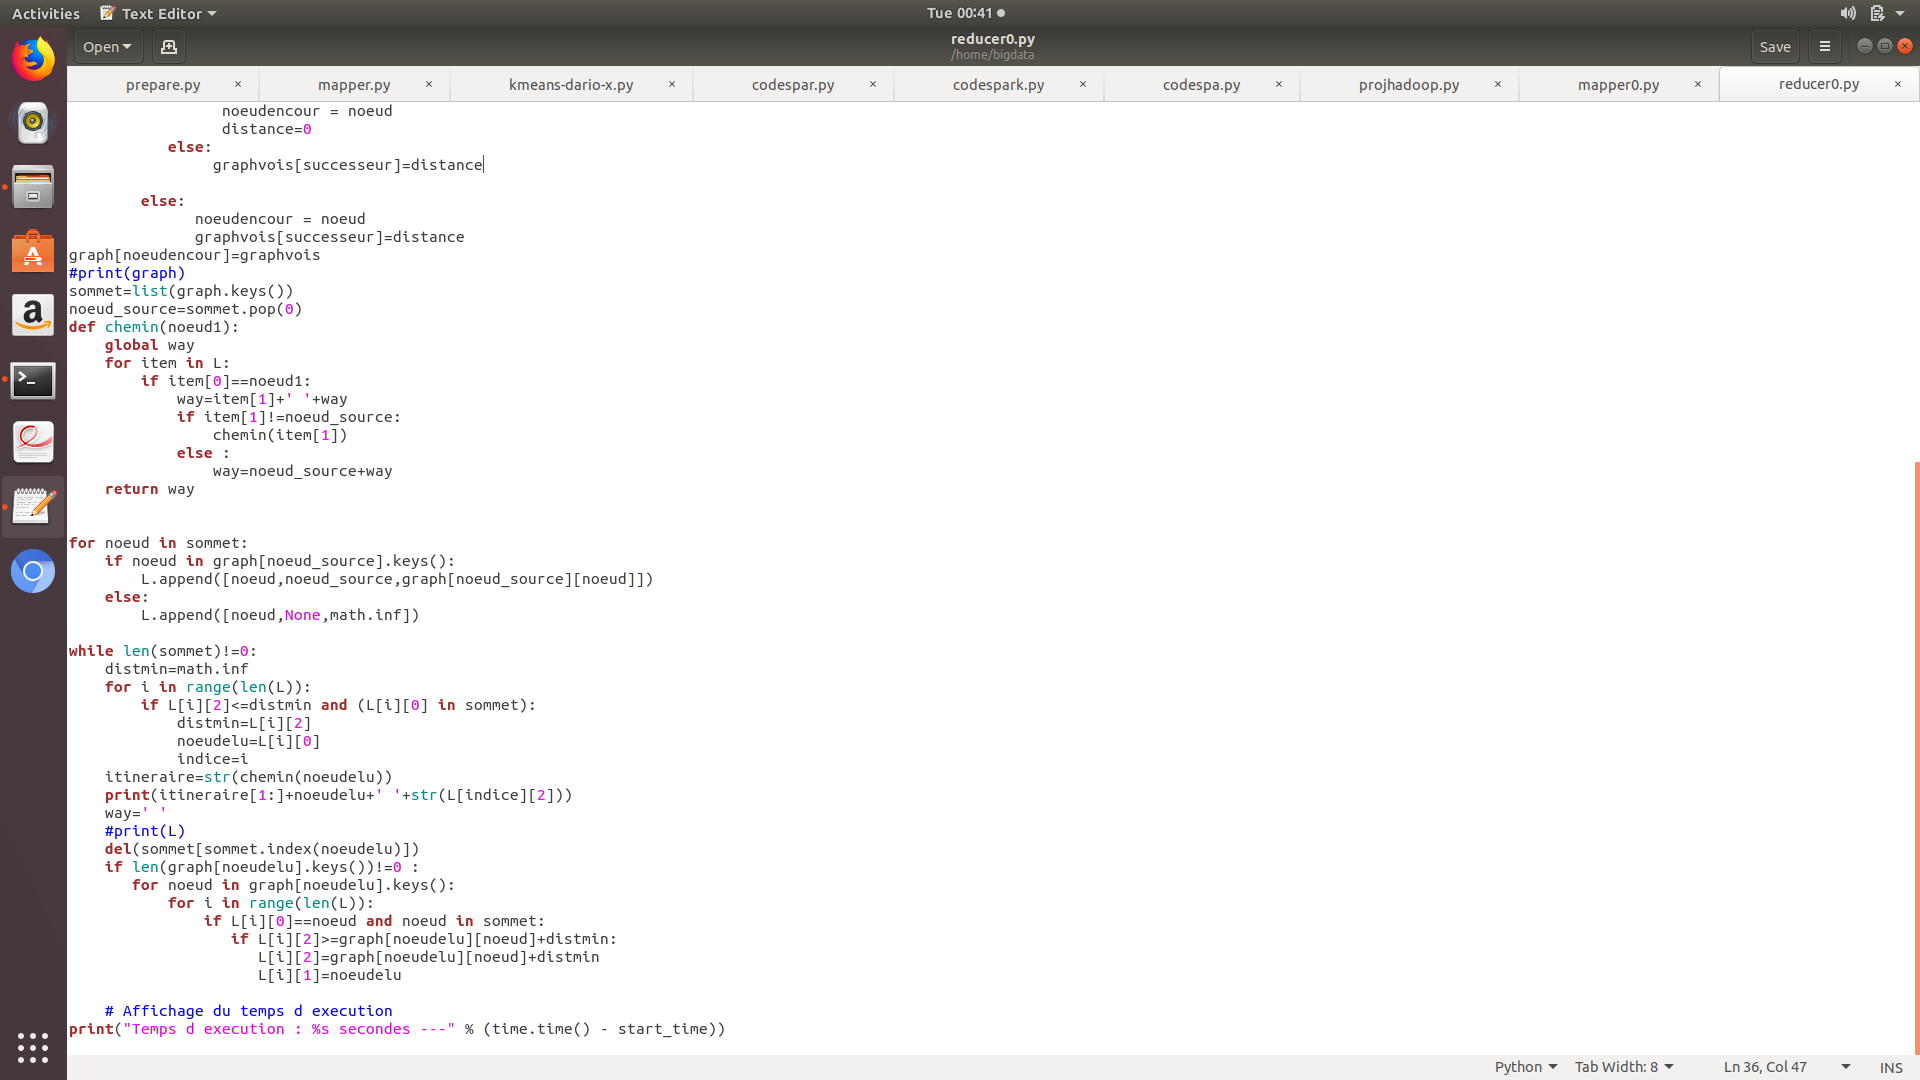 Activities
Text Editor
Tue 00:41
Open
reducer0.py
/home/bigdata
Save
prepare.py
mapper.py
kmeans-dario-x.py
codespar.py
codespark.py
codespa.py
projhadoop.py
mapper0.py
reducer0.py
noeudencour = noeud
distance=0
else:
graphvois[successeur]=distance
else:
noeudencour = noeud
graphvois[successeur]=distance
graph[noeudencour]=graphvois
#print(graph)
sommet=list(graph.keys())
noeud_source=sommet.pop(0)
def chemin(noeud1):
global way
for item in L:
if item[0]==noeud1:
way=item[1]+' '+way
if item[1]!=noeud_source:
chemin(item[1])
else :
way=noeud_source+way
return way
for noeud in sommet:
if noeud in graph[noeud_source].keys():
L.append([noeud,noeud_source,graph[noeud_source][noeud]])
else:
L.append([noeud,None,math.inf])
while len(sommet)!=0:
distmin=math.inf
for i in range(len(L)):
if L[i][2]<=distmin and (L[i][0] in sommet):
distmin=L[i][2]
noeudelu=L[i][0]
indice=i
itineraire=str(chemin(noeudelu))
print(itineraire[1:]+noeudelu+' '+str(L[indice][2]))
way=' '
#print(L)
del(sommet[sommet.index(noeudelu)])
if len(graph[noeudelu].keys())!=0 :
for noeud in graph[noeudelu].keys():
for i in range(len(L)):
if L[i][0]==noeud and noeud in sommet:
if L[i][2]>=graph[noeudelu][noeud]+distmin:
L[i][2]=graph[noeudelu][noeud]+distmin
L[i][1]=noeudelu
# Affichage du temps d execution
print("Temps d execution : %s secondes ---" % (time.time() - start_time))
Python
Tab Width: 8
Ln 36, Col 47
INS